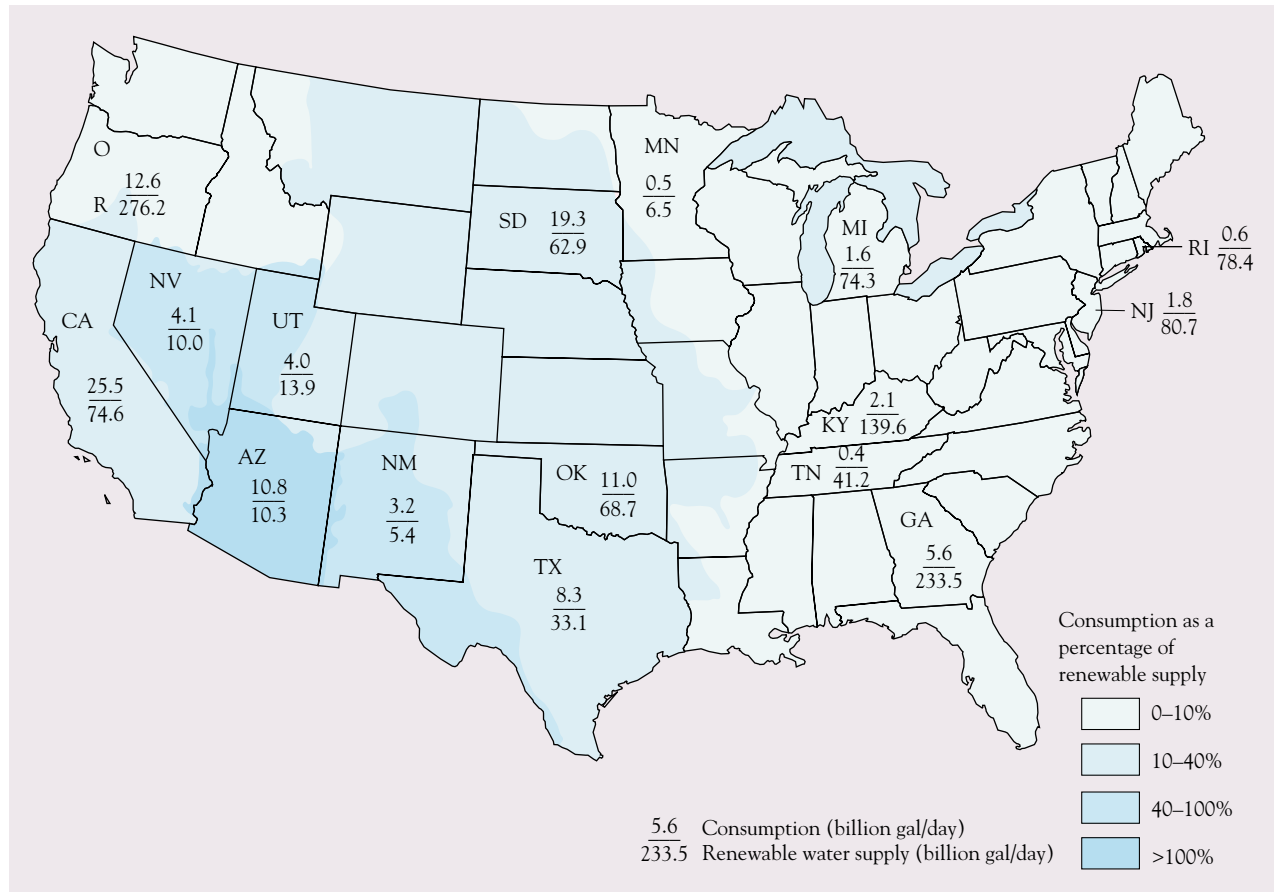 O
R
12.6
276.2
MN
0.5
6.5
SD
19.3
62.9
MI
1.6
74.3
RI
0.6
78.4
NV
4.1
10.0
UT
4.0
13.9
NJ
1.8
80.7
CA
25.5
74.6
KY
2.1
139.6
AZ
10.8
10.3
NM
3.2
5.4
OK
11.0
68.7
TN
0.4
41.2
GA
5.6
233.5
TX
8.3
33.1
Consumption as a
percentage of
renewable supply
0–10%
10–40%
40–100%
>100%
5.6 Consumption (billion gal/day)
233.5 Renewable water supply (billion gal/day)